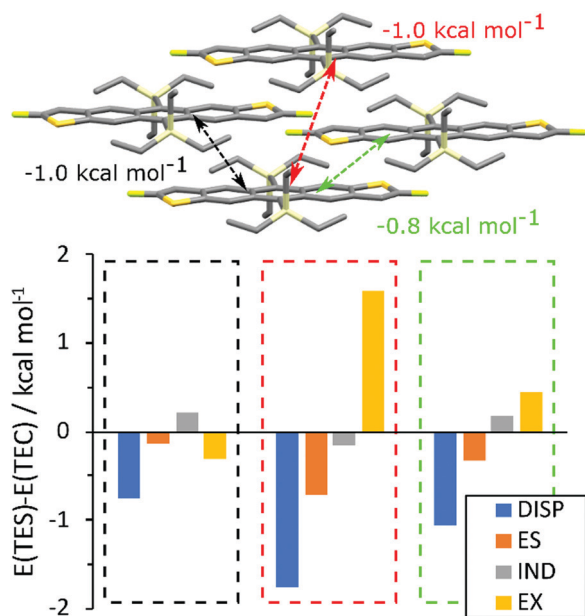 -1.0 kcal mol⁻¹
-1.0 kcal mol⁻¹
-0.8 kcal mol⁻¹
E(TES)-E(TEC) / kcal mol⁻¹
2
1
0
-1
-2
DISP
ES
IND
EX